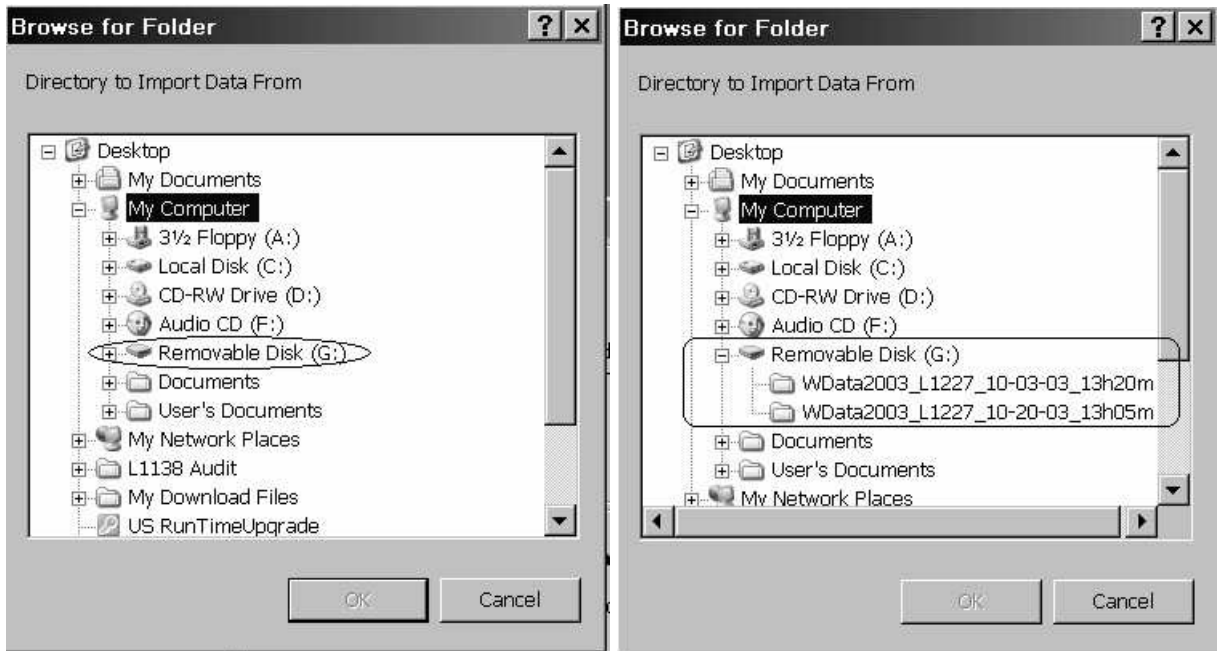 Browse for Folder
Directory to Import Data From
Desktop
My Documents
My Computer
3½ Floppy (A:)
Local Disk (C:)
CD-RW Drive (D:)
Audio CD (F:)
Removable Disk (G:)
Documents
User's Documents
My Network Places
L1138 Audit
My Download Files
US RunTimeUpgrade
OK
Cancel
Browse for Folder
Directory to Import Data From
Desktop
My Documents
My Computer
3½ Floppy (A:)
Local Disk (C:)
CD-RW Drive (D:)
Audio CD (F:)
Removable Disk (G:)
WData2003_L1227_10-03-03_13h20m
WData2003_L1227_10-20-03_13h05m
Documents
User's Documents
My Network Places
OK
Cancel